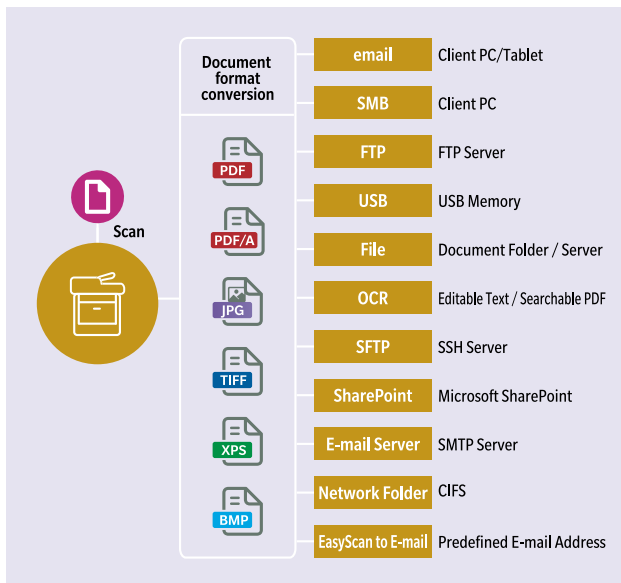 Document
format
conversion
Scan
PDF
PDF/A
JPG
TIFF
XPS
BMP
email Client PC/Tablet
SMB Client PC
FTP FTP Server
USB USB Memory
File Document Folder / Server
OCR Editable Text / Searchable PDF
SFTP SSH Server
SharePoint Microsoft SharePoint
E-mail Server SMTP Server
Network Folder CIFS
EasyScan to E-mail Predefined E-mail Address